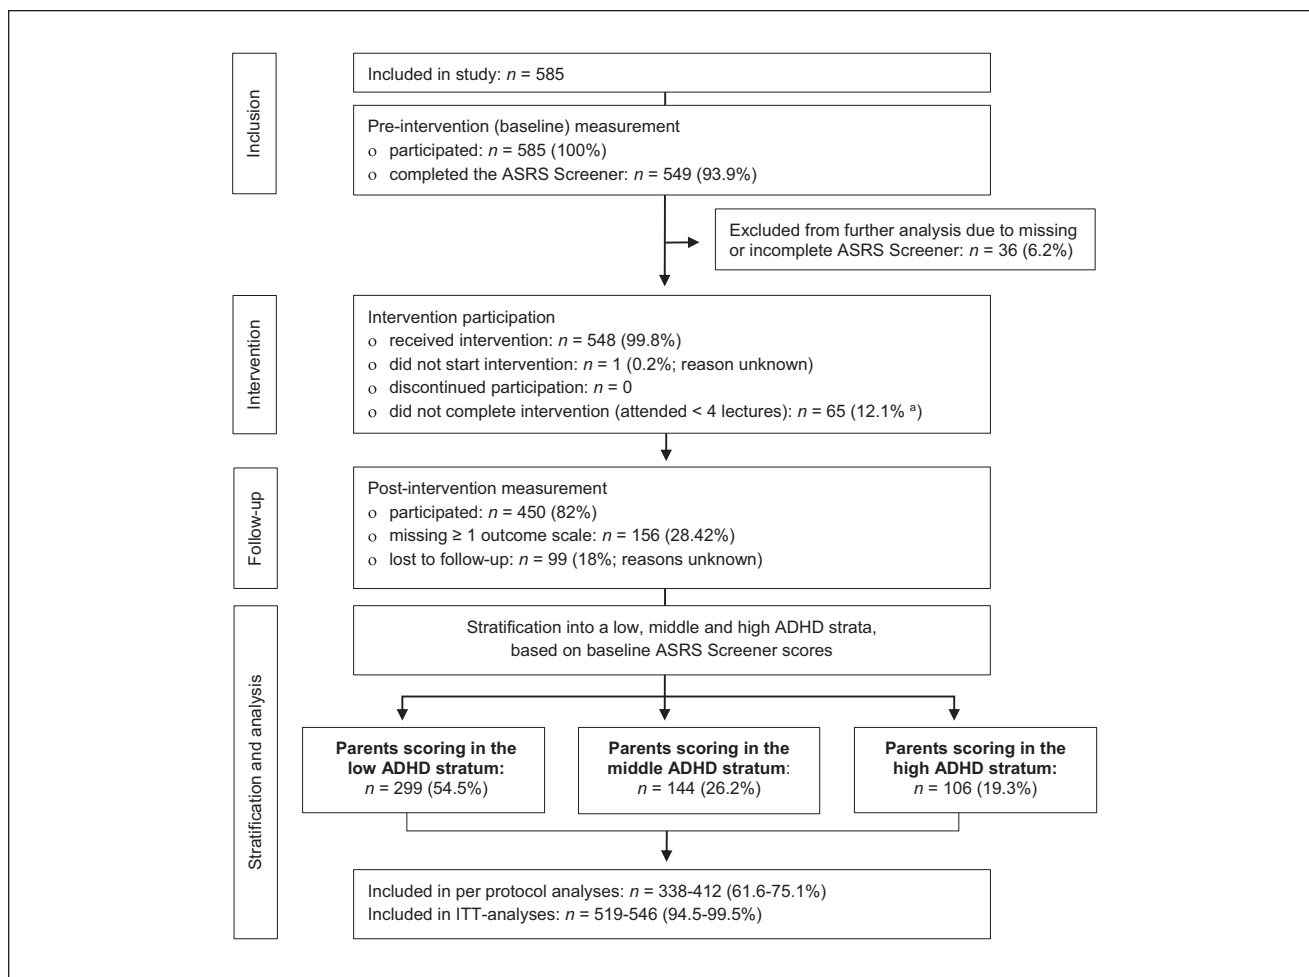 Inclusion
Included in study: n = 585
Pre-intervention (baseline) measurement
o participated: n = 585 (100%)
o completed the ASRS Screener: n = 549 (93.9%)
Excluded from further analysis due to missing
or incomplete ASRS Screener: n = 36 (6.2%)
Intervention
Intervention participation
o received intervention: n = 548 (99.8%)
o did not start intervention: n = 1 (0.2%; reason unknown)
o discontinued participation: n = 0
o did not complete intervention (attended < 4 lectures): n = 65 (12.1% ª)
Follow-up
Post-intervention measurement
o participated: n = 450 (82%)
o missing ≥ 1 outcome scale: n = 156 (28.42%)
o lost to follow-up: n = 99 (18%; reasons unknown)
Stratification and analysis
Stratification into a low, middle and high ADHD strata,
based on baseline ASRS Screener scores
Parents scoring in the
low ADHD stratum:
n = 299 (54.5%)
Parents scoring in the
middle ADHD stratum:
n = 144 (26.2%)
Parents scoring in the
high ADHD stratum:
n = 106 (19.3%)
Included in per protocol analyses: n = 338-412 (61.6-75.1%)
Included in ITT-analyses: n = 519-546 (94.5-99.5%)